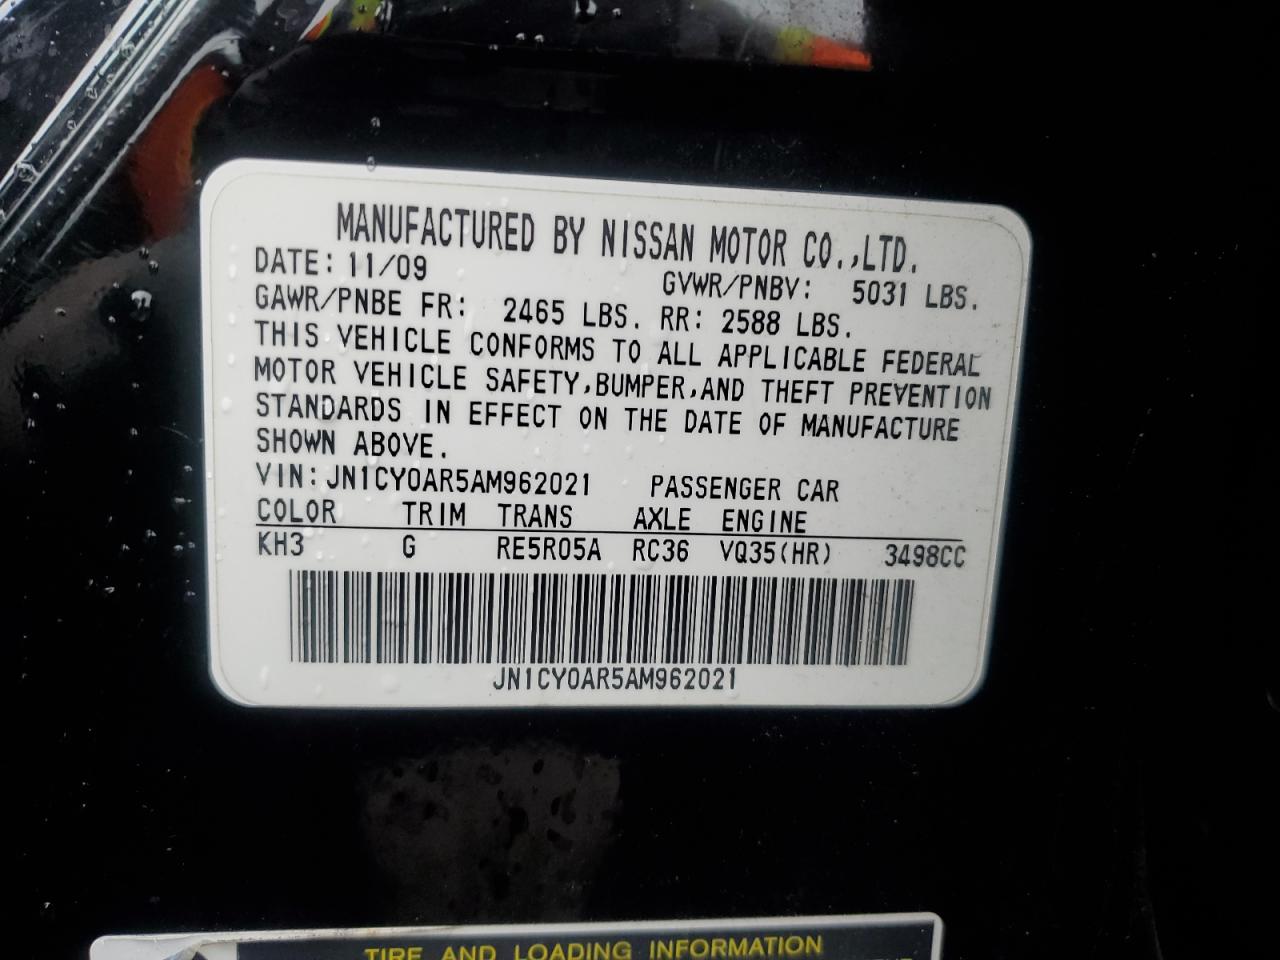 MANUFACTURED BY NISSAN MOTOR CO.,LTD.
DATE: 11/09 GVWR/PNBV: 5031 LBS.
GAWR/PNBE FR: 2465 LBS. RR: 2588 LBS.
THIS VEHICLE CONFORMS TO ALL APPLICABLE FEDERAL
MOTOR VEHICLE SAFETY,BUMPER,AND THEFT PREVENTION
STANDARDS IN EFFECT ON THE DATE OF MANUFACTURE
SHOWN ABOVE.
VIN:JN1CY0AR5AM962021 PASSENGER CAR
COLOR TRIM TRANS AXLE ENGINE
KH3 G RE5R05A RC36 VQ35(HR) 3498CC
JN1CY0AR5AM962021
TIRE AND LOADING INFORMATION